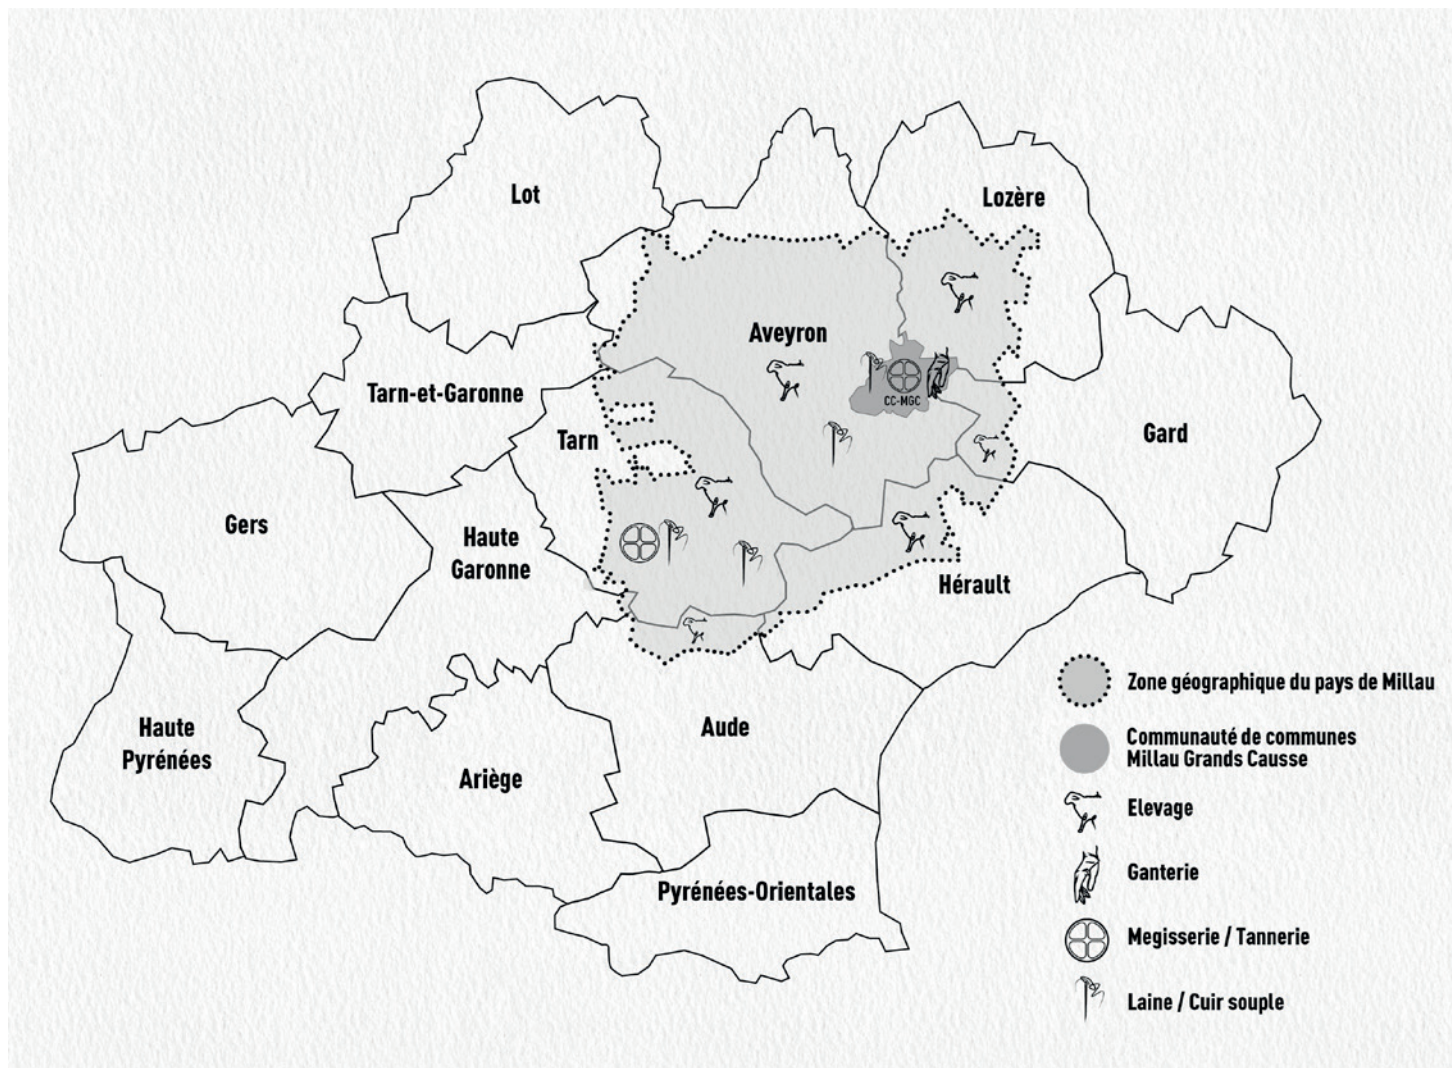 Lot
Lozère
Aveyron
Tarn-et-Garonne
CC-MGC
Tarn
Gard
Gers
Haute
Garonne
Hérault
Zone géographique du pays de Millau
Haute
Pyrénées
Aude
Communauté de communes
Millau Grands Causse
Ariège
Elevage
Ganterie
Pyrénées-Orientales
Megisserie / Tannerie
Laine / Cuir souple